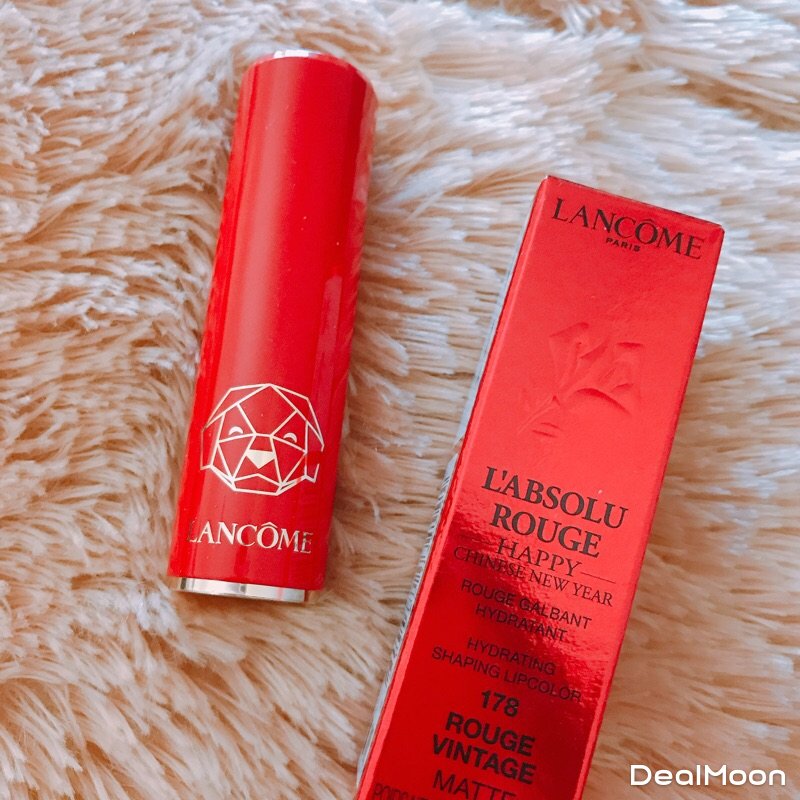 LANCÔME
LANCÔME
PARIS
L'ABSOLU
ROUGE
HAPPY
CHINESE NEW YEAR
ROUGE GALBANT
HYDRATANT
HYDRATING
SHAPING LIPCOLOR
178
ROUGE
VINTAGE
MATTE
DealMoon